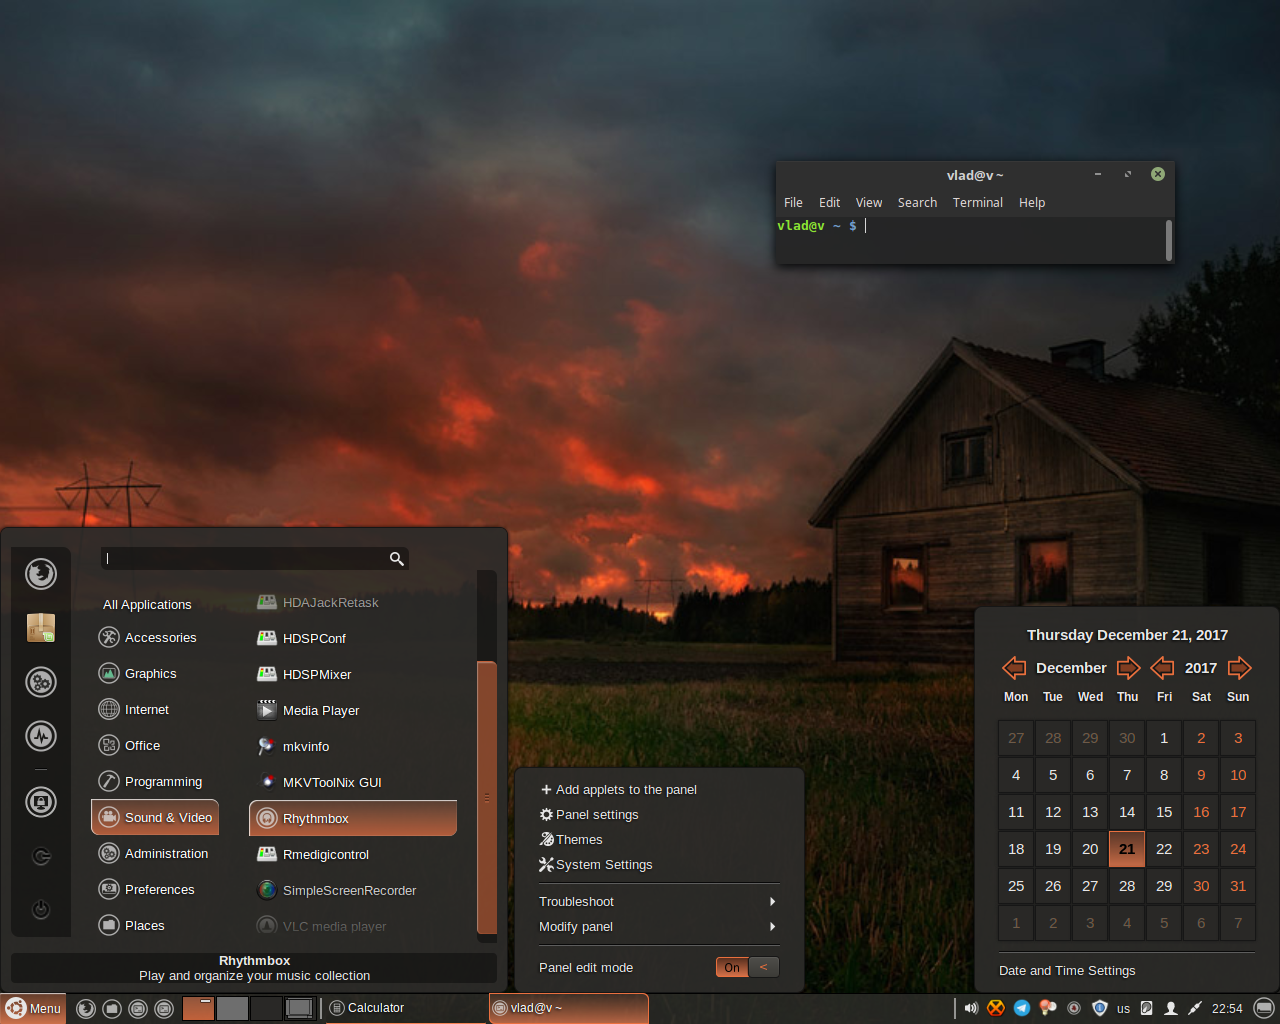 vlad@v ~
File Edit View Search Terminal Help
vlad@v ~ $
All Applications
Accessories
Graphics
Internet
Office
Programming
Sound & Video
Administration
Preferences
Places
HDAJackRetask
HDSPConf
HDSPMixer
Media Player
mkvinfo
MKVToolNix GUI
Rhythmbox
Rmedigicontrol
SimpleScreenRecorder
VLC media player
Rhythmbox
Play and organize your music collection
Add applets to the panel
Panel settings
Themes
System Settings
Troubleshoot
Modify panel
Panel edit mode On <
Thursday December 21, 2017
December 2017
Mon Tue Wed Thu Fri Sat Sun
27 28 29 30 1 2 3
4 5 6 7 8 9 10
11 12 13 14 15 16 17
18 19 20 21 22 23 24
25 26 27 28 29 30 31
1 2 3 4 5 6 7
Date and Time Settings
Menu Calculator vlad@v ~ us 22:54